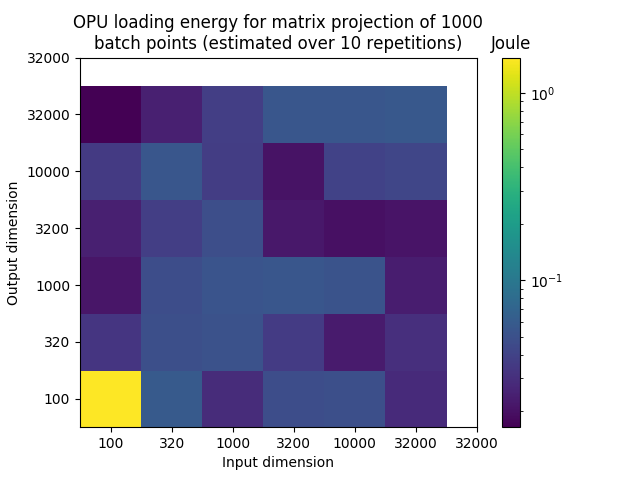 OPU loading energy for matrix projection of 1000
batch points (estimated over 10 repetitions)
Joule
32000
32000
10000
3200
1000
320
100
Output dimension
100 320 1000 3200 10000 32000 32000
Input dimension
10⁰
10⁻¹